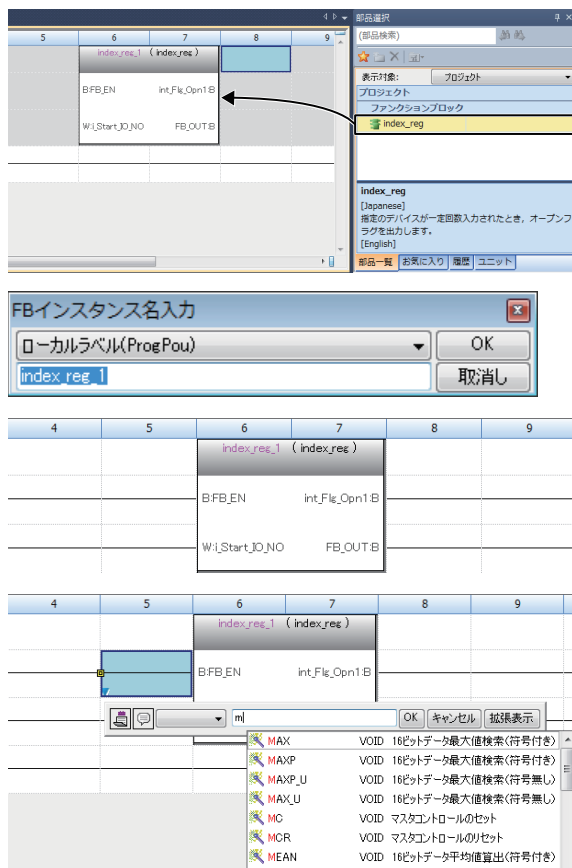 部品選択
(部品検索)
5 6 7 8 9
index_reg_1 (index_reg)
B:FB_EN int_Flg_Opn1:B
W:i_Start_IO_NO FB_OUT:B
表示対象: プロジェクト
プロジェクト
ファンクションブロック
index_reg
index_reg
[Japanese]
指定のデバイスが一定回数入力されたとき，オープンフ
ラグを出力します。
[English]
部品一覧 お気に入り 履歴 ユニット
FBインスタンス名入力
ローカルラベル(ProgPou) OK
index_reg_1 取消し
4 5 6 7 8 9
index_reg_1 (index_reg)
B:FB_EN int_Flg_Opn1:B
W:i_Start_IO_NO FB_OUT:B
4 5 6 7 8 9
index_reg_1 (index_reg)
B:FB_EN int_Flg_Opn1:B
m OK キャンセル 拡張表示
MAX VOID 16ビットデータ最大値検索(符号付き)
MAXP VOID 16ビットデータ最大値検索(符号付き)
MAXP_U VOID 16ビットデータ最大値検索(符号無し)
MAX_U VOID 16ビットデータ最大値検索(符号無し)
MC VOID マスタコントロールのセット
MCR VOID マスタコントロールのリセット
MEAN VOID 16ビットデータ平均値算出(符号付き)